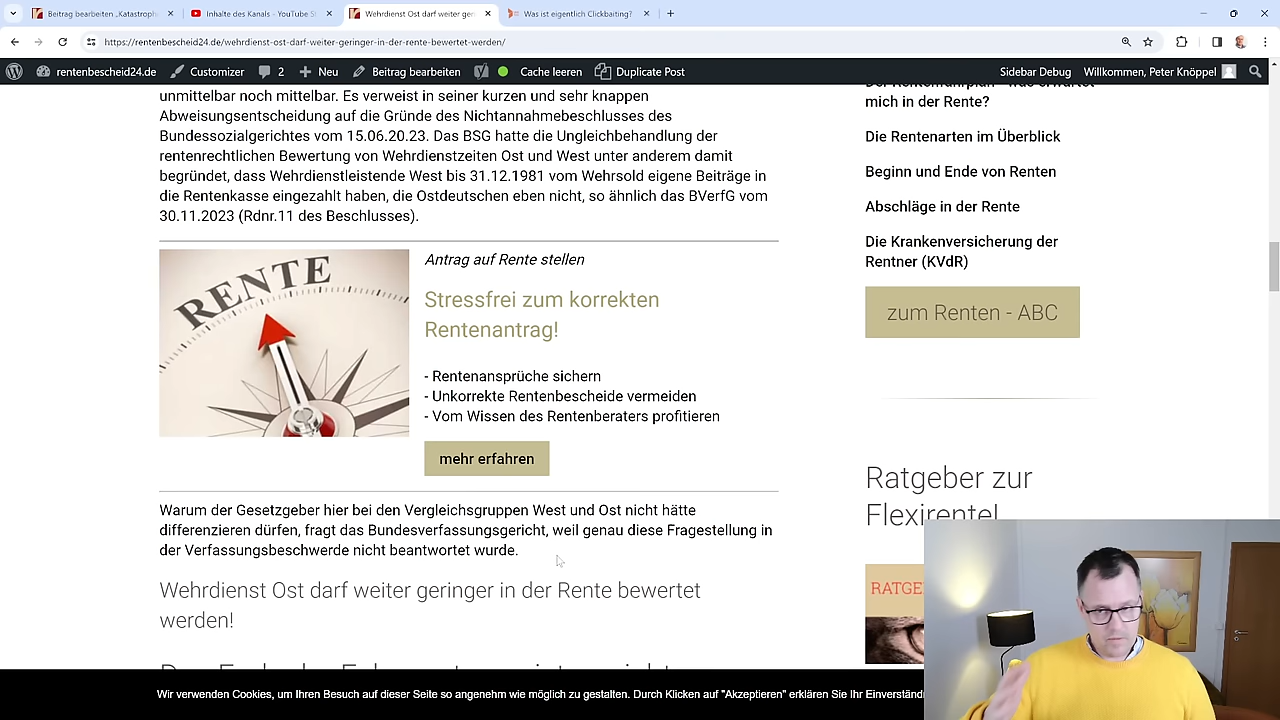 Beitrag bearbeiten „Katastroph
Inhalte des Kanals – YouTube St
Wehrdienst Ost darf weiter ger
Was ist eigentlich Clickbaiting?
https://rentenbescheid24.de/wehrdienst-ost-darf-weiter-geringer-in-der-rente-bewertet-werden/
rentenbescheid24.de Customizer 2 Neu Beitrag bearbeiten Cache leeren Duplicate Post Sidebar Debug Willkommen, Peter Knöppel
unmittelbar noch mittelbar. Es verweist in seiner kurzen und sehr knappen
Abweisungsentscheidung auf die Gründe des Nichtannahmebeschlusses des
Bundessozialgerichtes vom 15.06.20.23. Das BSG hatte die Ungleichbehandlung der
rentenrechtlichen Bewertung von Wehrdienstzeiten Ost und West unter anderem damit
begründet, dass Wehrdienstleistende West bis 31.12.1981 vom Wehrsold eigene Beiträge in
die Rentenkasse eingezahlt haben, die Ostdeutschen eben nicht, so ähnlich das BVerfG vom
30.11.2023 (Rdnr.11 des Beschlusses).
RENTE
Antrag auf Rente stellen
Stressfrei zum korrekten
Rentenantrag!
- Rentenansprüche sichern
- Unkorrekte Rentenbescheide vermeiden
- Vom Wissen des Rentenberaters profitieren
mehr erfahren
Warum der Gesetzgeber hier bei den Vergleichsgruppen West und Ost nicht hätte
differenzieren dürfen, fragt das Bundesverfassungsgericht, weil genau diese Fragestellung in
der Verfassungsbeschwerde nicht beantwortet wurde.
Wehrdienst Ost darf weiter geringer in der Rente bewertet
werden!
Der Rentenfahrplan - was erwartet
mich in der Rente?
Die Rentenarten im Überblick
Beginn und Ende von Renten
Abschläge in der Rente
Die Krankenversicherung der
Rentner (KVdR)
zum Renten - ABC
Ratgeber zur
Flexirente!
RATGE
Wir verwenden Cookies, um Ihren Besuch auf dieser Seite so angenehm wie möglich zu gestalten. Durch Klicken auf "Akzeptieren" erklären Sie Ihr Einverständ